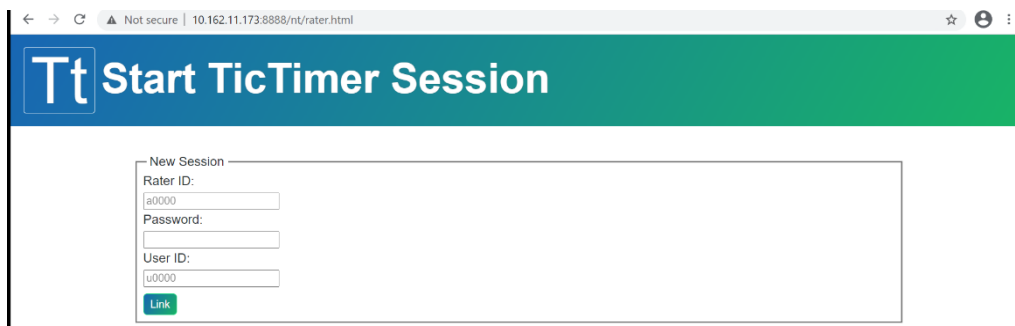 Not secure | 10.162.11.173:8888/nt/rater.html
Tt Start TicTimer Session
New Session
Rater ID:
a0000
Password:
User ID:
u0000
Link